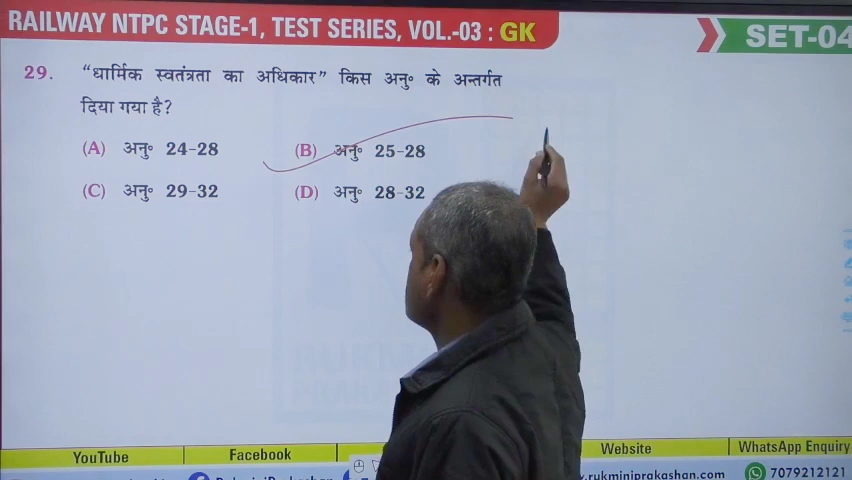 RAILWAY NTPC STAGE-1, TEST SERIES, VOL.-03 : GK
SET-04
29. “धार्मिक स्वतंत्रता का अधिकार” किस अनु॰ के अन्तर्गत
दिया गया है?
(A) अनु॰ 24-28 (B) अनु॰ 25-28
(C) अनु॰ 29-32 (D) अनु॰ 28-32
YouTube Facebook Website WhatsApp Enquiry
.rukminiprakashan.com 7079212121